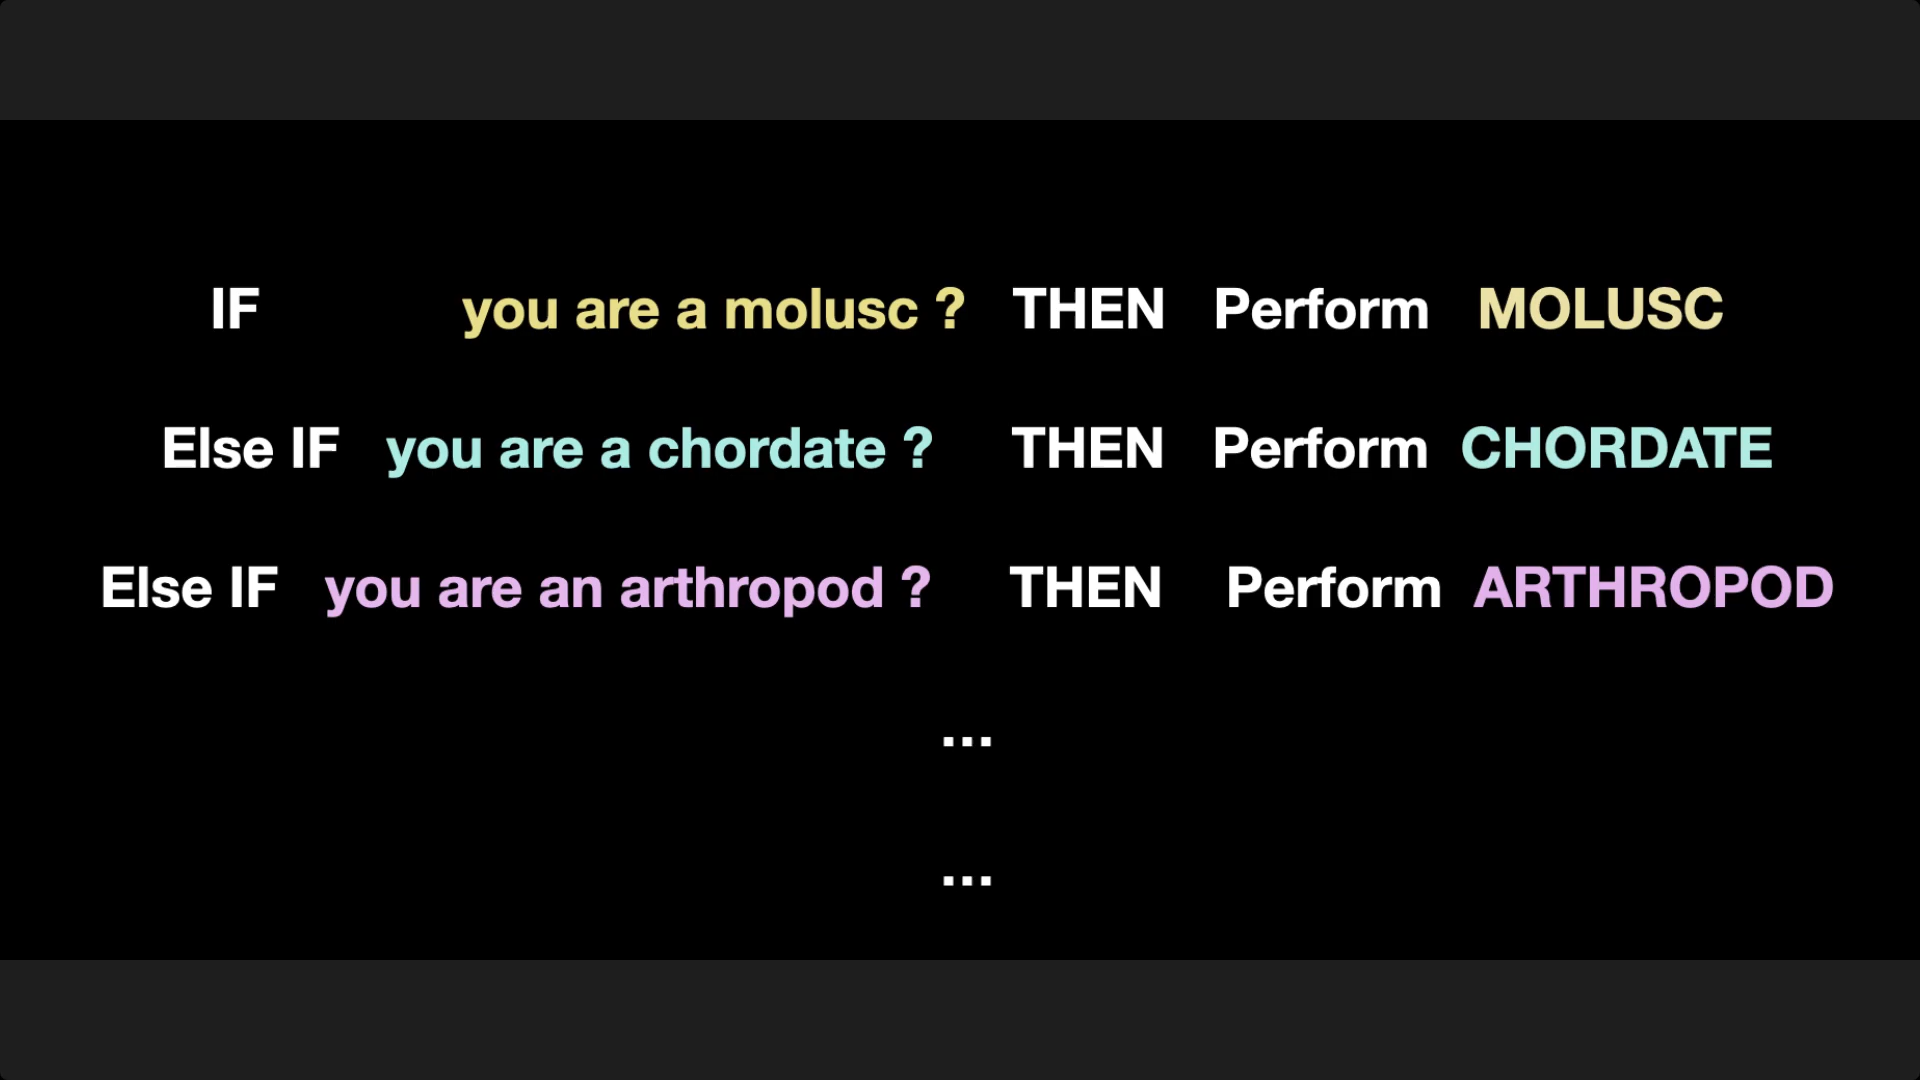 IF you are a molusc ? THEN Perform MOLUSC
Else IF you are a chordate ? THEN Perform CHORDATE
Else IF you are an arthropod ? THEN Perform ARTHROPOD
...
...